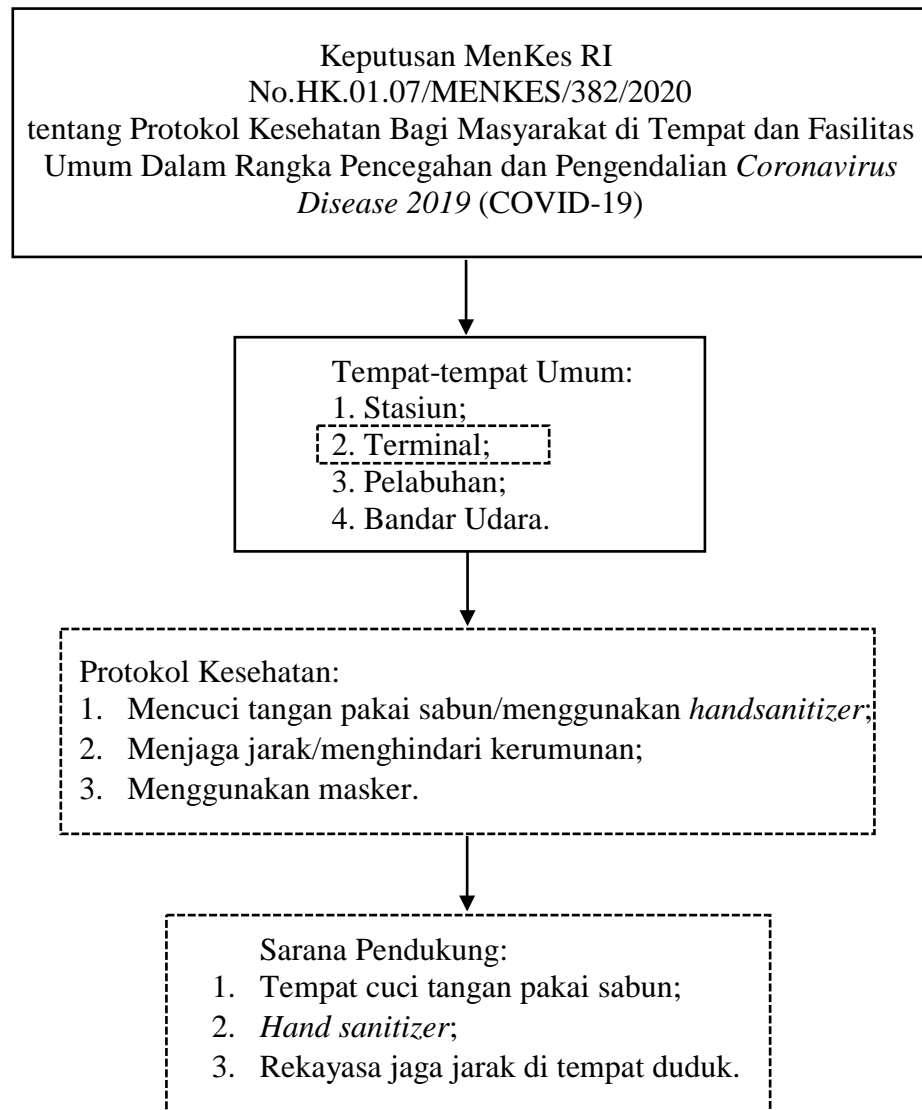 Keputusan MenKes RI
No.HK.01.07/MENKES/382/2020
tentang Protokol Kesehatan Bagi Masyarakat di Tempat dan Fasilitas
Umum Dalam Rangka Pencegahan dan Pengendalian Coronavirus
Disease 2019 (COVID-19)
Tempat-tempat Umum:
1. Stasiun;
2. Terminal;
3. Pelabuhan;
4. Bandar Udara.
Protokol Kesehatan:
1. Mencuci tangan pakai sabun/menggunakan handsanitizer;
2. Menjaga jarak/menghindari kerumunan;
3. Menggunakan masker.
Sarana Pendukung:
1. Tempat cuci tangan pakai sabun;
2. Hand sanitizer;
3. Rekayasa jaga jarak di tempat duduk.